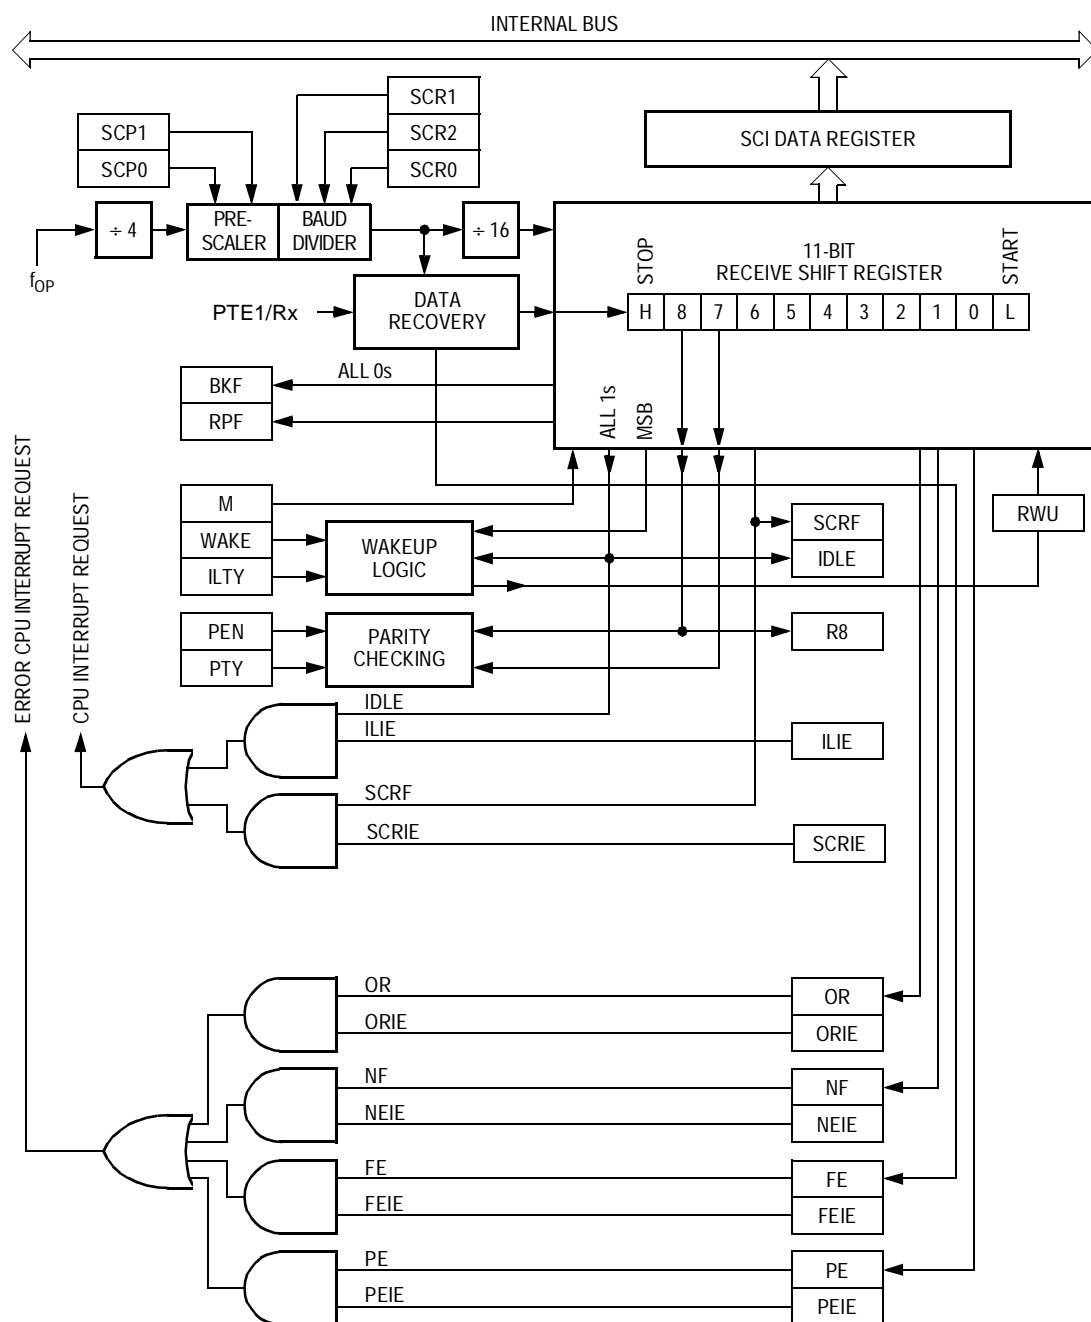 INTERNAL BUS
SCR1
SCP1
SCR2
SCI DATA REGISTER
SCP0
SCR0
÷ 4
PRE-
SCALER
BAUD
DIVIDER
÷ 16
STOP
11-BIT
RECEIVE SHIFT REGISTER
START
fOP
PTE1/Rx
DATA
RECOVERY
H 8 7 6 5 4 3 2 1 0 L
BKF
ALL 0s
RPF
ALL 1s
MSB
ERROR CPU INTERRUPT REQUEST
CPU INTERRUPT REQUEST
M
WAKE
ILTY
WAKEUP
LOGIC
SCRF
IDLE
RWU
PEN
PTY
PARITY
CHECKING
R8
IDLE
ILIE
ILIE
SCRF
SCRIE
SCRIE
OR
OR
ORIE
ORIE
NF
NF
NEIE
NEIE
FE
FE
FEIE
FEIE
PE
PE
PEIE
PEIE